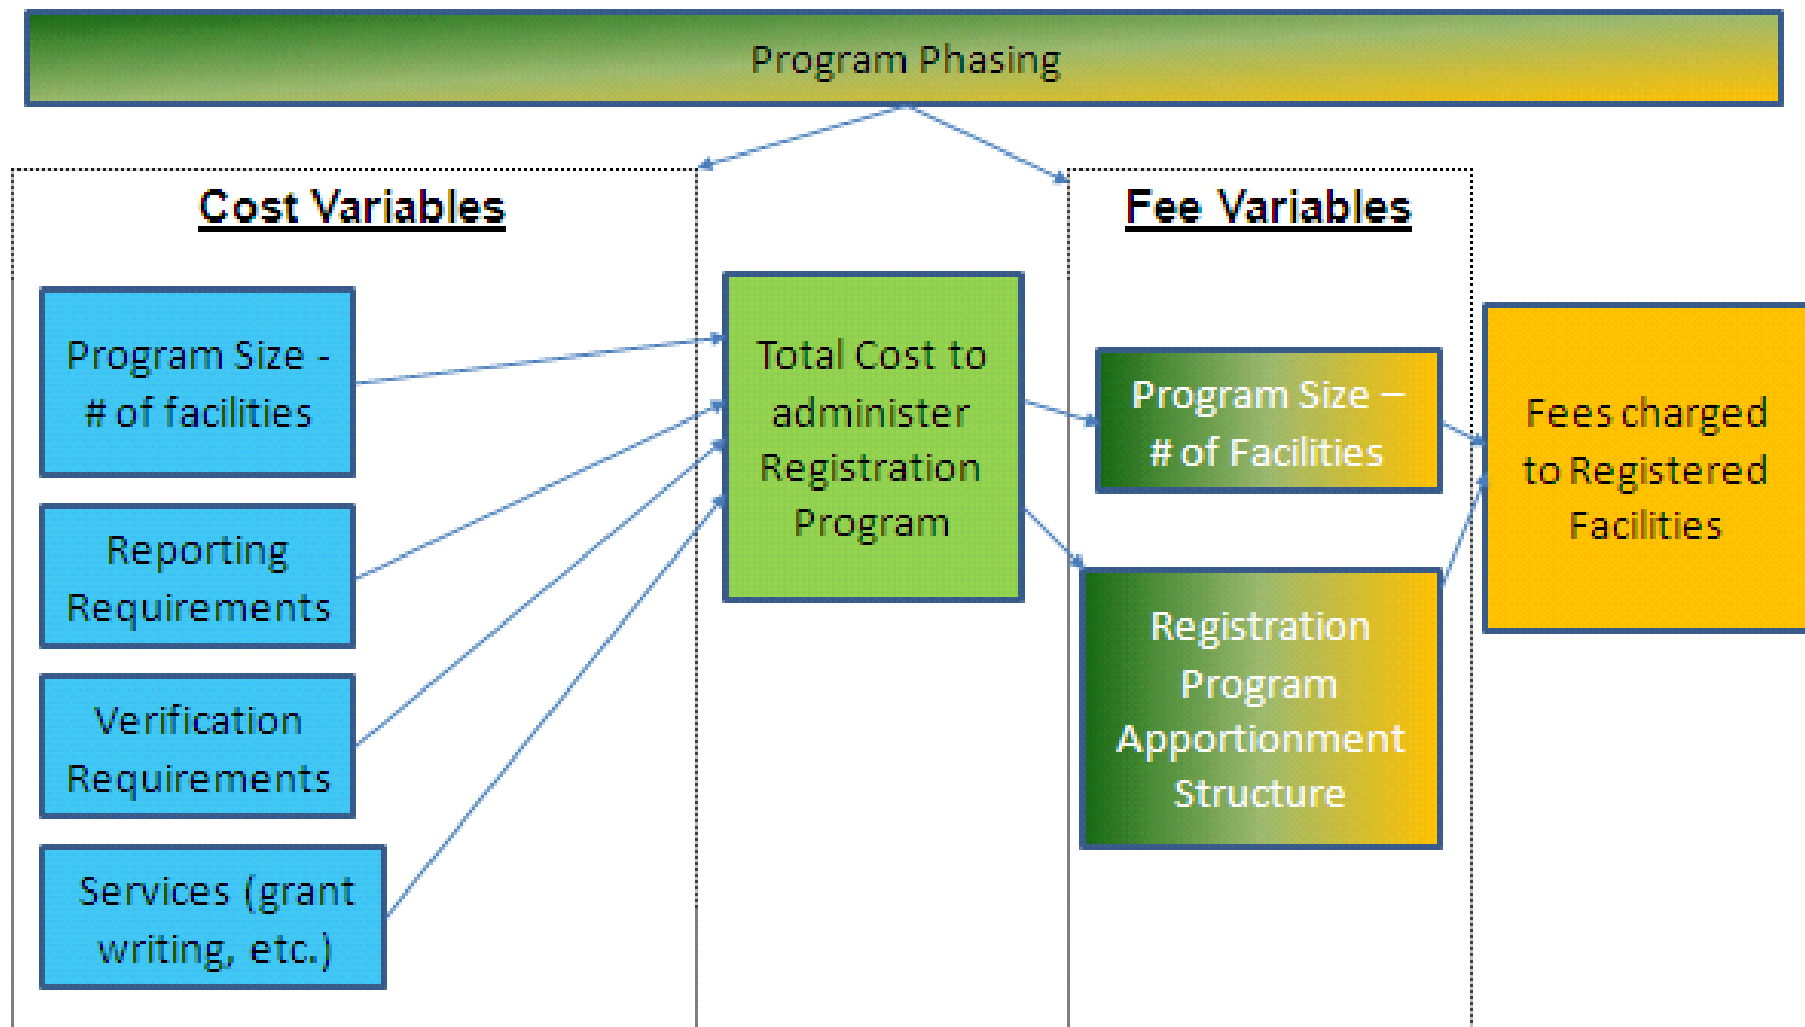 Program Phasing
Cost Variables
Program Size -
# of facilities
Reporting
Requirements
Verification
Requirements
Services (grant
writing, etc.)
Total Cost to
administer
Registration
Program
Fee Variables
Program Size –
# of Facilities
Registration
Program
Apportionment
Structure
Fees charged
to Registered
Facilities